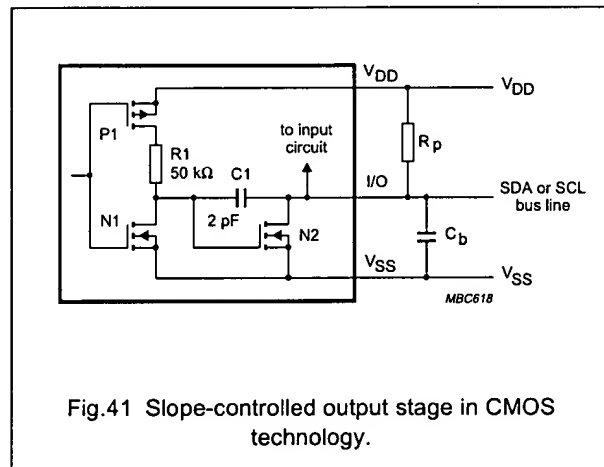 VDD
VDD
P1
to input
circuit
Rp
R1
50 kΩ
C1
I/O
SDA or SCL
bus line
N1
2 pF
N2
Cb
VSS
VSS
MBC618
Fig.41 Slope-controlled output stage in CMOS
technology.